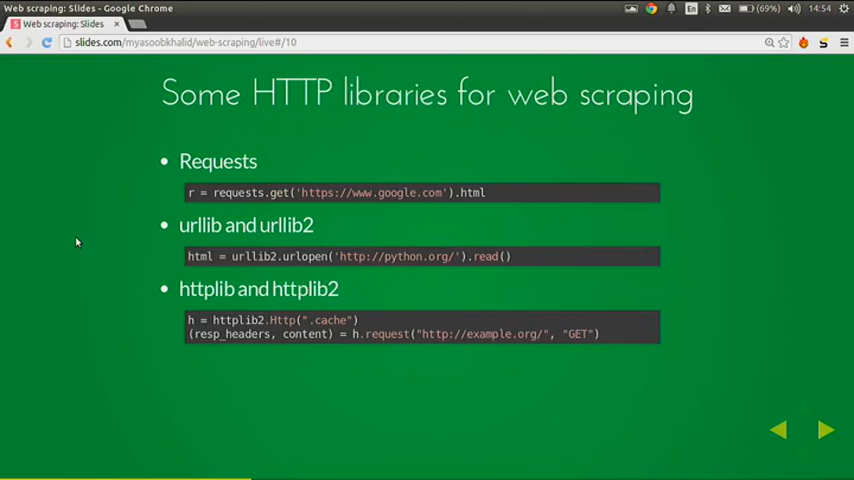 Web scraping: Slides - Google Chrome
En
(69%)
14:54
Web scraping: Slides
slides.com/myasoobkhalid/web-scraping/live#/10
Some HTTP libraries for web scraping
Requests
r = requests.get('https://www.google.com').html
urllib and urllib2
html = urllib2.urlopen('http://python.org/').read()
httplib and httplib2
h = httplib2.Http(".cache")
(resp_headers, content) = h.request("http://example.org/", "GET")